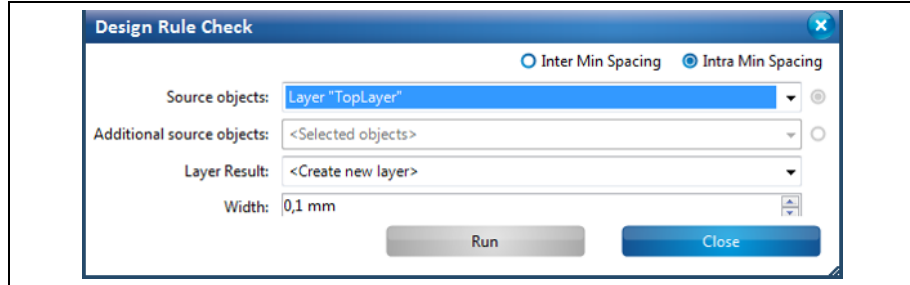 Design Rule Check
Inter Min Spacing Intra Min Spacing
Source objects: Layer "TopLayer"
Additional source objects: <Selected objects>
Layer Result: <Create new layer>
Width: 0,1 mm
Run Close